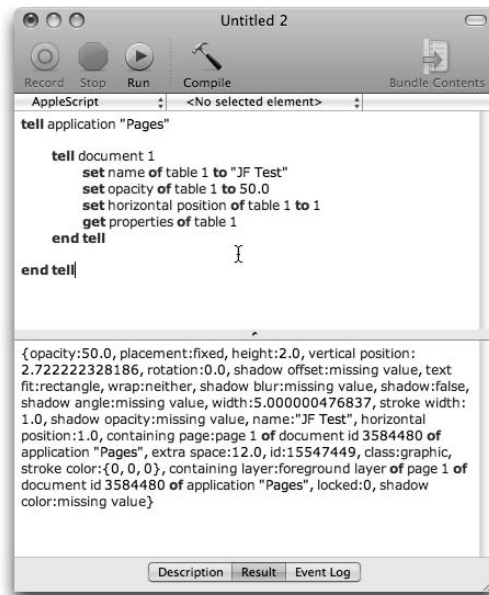 Untitled 2
Record Stop Run Compile Bundle Contents
AppleScript <No selected element>
tell application "Pages"
tell document 1
set name of table 1 to "JF Test"
set opacity of table 1 to 50.0
set horizontal position of table 1 to 1
get properties of table 1
end tell
end tell
{opacity:50.0, placement:fixed, height:2.0, vertical position:
2.722222328186, rotation:0.0, shadow offset:missing value, text
fit:rectangle, wrap:neither, shadow blur:missing value, shadow:false,
shadow angle:missing value, width:5.000000476837, stroke width:
1.0, shadow opacity:missing value, name:"JF Test", horizontal
position:1.0, containing page:page 1 of document id 3584480 of
application "Pages", extra space:12.0, id:15547449, class:graphic,
stroke color:{0, 0, 0}, containing layer:foreground layer of page 1 of
document id 3584480 of application "Pages", locked:0, shadow
color:missing value}
Description Result Event Log